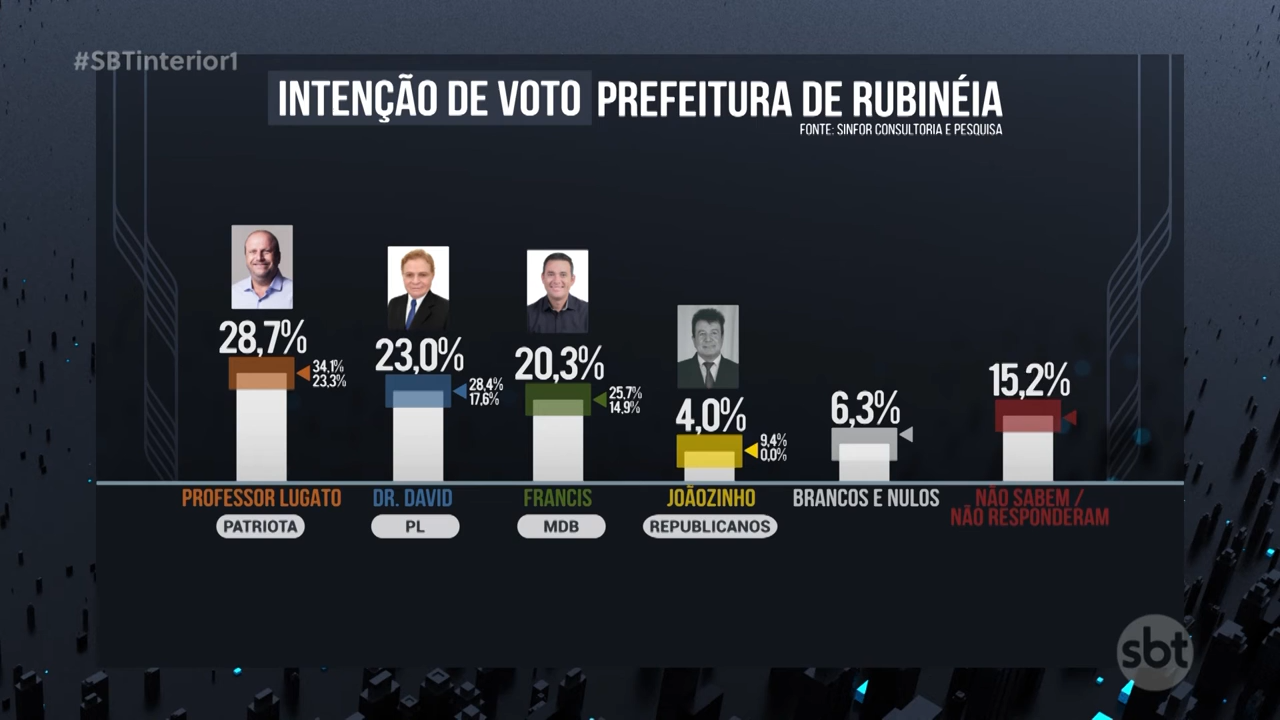 #SBTinterior1
INTENÇÃO DE VOTO PREFEITURA DE RUBINÉIA
FONTE: SINFOR CONSULTORIA E PESQUISA
28,7%
34,1%
23,3%
23,0%
28,4%
17,6%
20,3%
25,7%
14,9%
4,0%
9,4%
0,0%
6,3%
15,2%
PROFESSOR LUGATO
PATRIOTA
DR. DAVID
PL
FRANCIS
MDB
JOÃOZINHO
REPUBLICANOS
BRANCOS E NULOS
NÃO SABEM /
NÃO RESPONDERAM
sbt